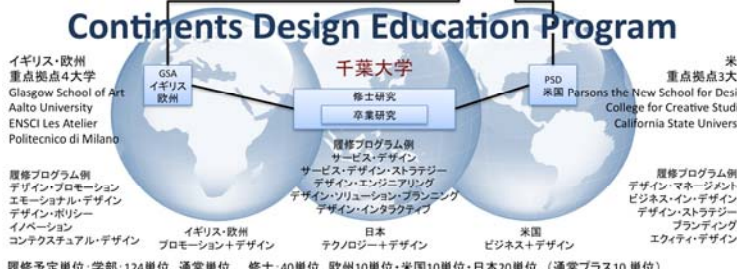 Continents Design Education Program
イギリス・欧州
重点拠点4大学
Glasgow School of Art
Aalto University
ENSCI Les Atelier
Politecnico di Milano
履修プログラム例
デザイン・プロモーション
エモーショナル・デザイン
デザイン・ポリシー
イノベーション
コンテクスチュアル・デザイン
GSA
イギリス
欧州
イギリス・欧州
プロモーション+デザイン
千葉大学
修士研究
卒業研究
履修プログラム例
サービス・デザイン
サービス・デザイン・ストラテジー
デザイン・エンジニアリング
デザイン・ソリューション・プランニング
デザイン・インタラクティブ
日本
テクノロジー+デザイン
PSD
米国
米国
ビジネス+デザイン
米
重点拠点3大
Parsons the New School for Desi
College for Creative Studi
California State Univers
履修プログラム例
デザイン・マネージメント
ビジネス・イン・デザイン
デザイン・ストラテジー
ブランディング
エクィティ・デザイン
履修予定単位:学部:124単位 通常単位 修士:40単位 欧州10単位・米国10単位・日本20単位 (通常プラス10単位)